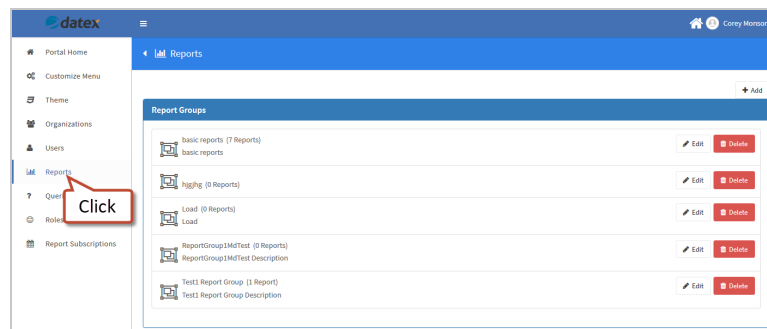 datex
Corey Monson
Portal Home
Reports
Customize Menu
Theme
+ Add
Organizations
Report Groups
Users
basic reports (7 Reports)
basic reports
Edit
Delete
Reports
hjgjhg (0 Reports)
Edit
Delete
Click
Roles
Load (0 Reports)
Load
Edit
Delete
Report Subscriptions
ReportGroup1MdTest (0 Reports)
ReportGroup1MdTest Description
Edit
Delete
Test1 Report Group (1 Report)
Test1 Report Group Description
Edit
Delete